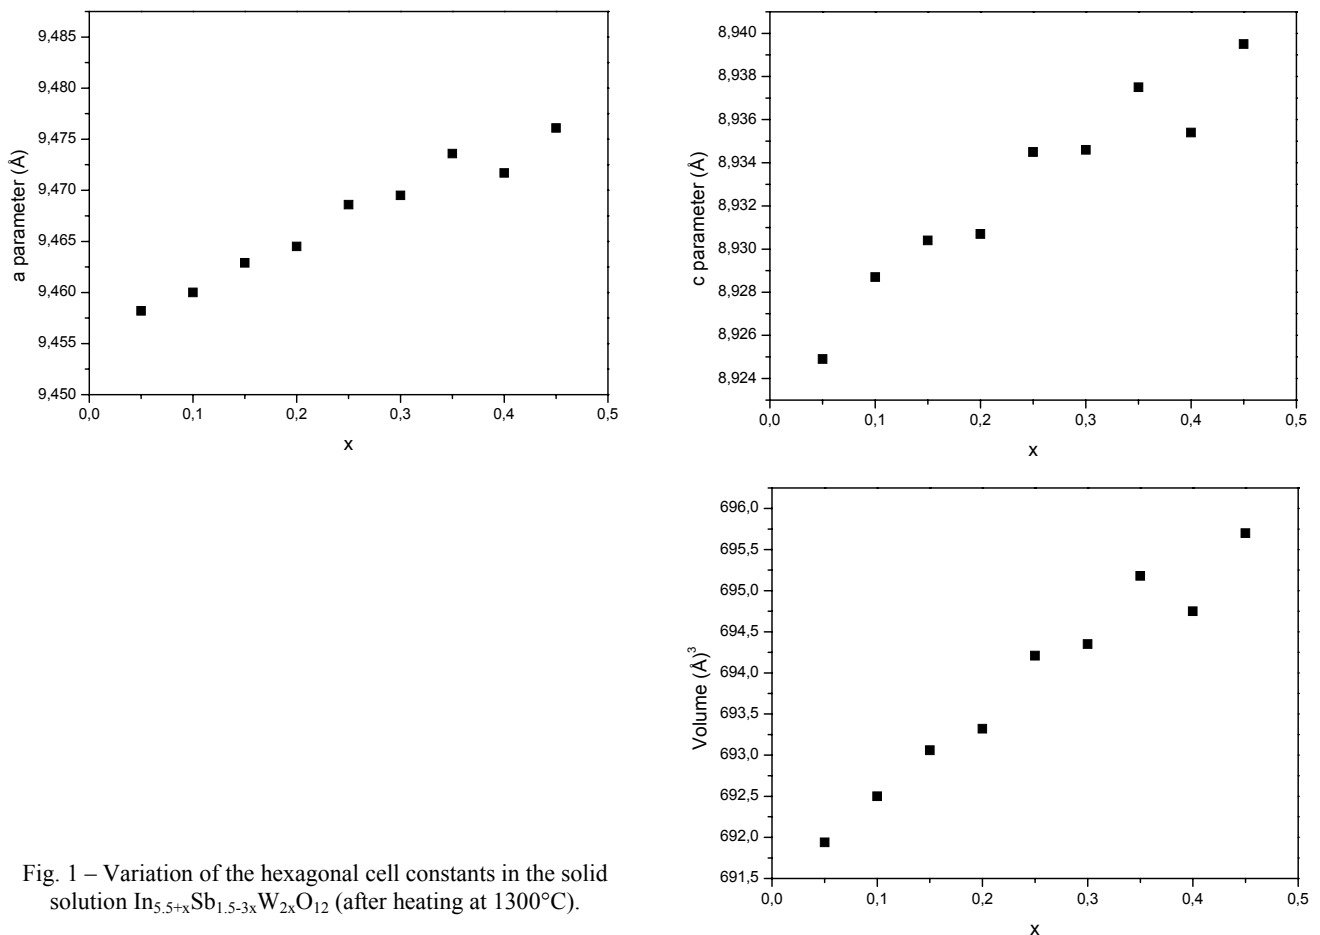 9,485
9,480
9,475
9,470
9,465
9,460
9,455
9,450
a parameter (Å)
0,0 0,1 0,2 0,3 0,4 0,5
x
8,940
8,938
8,936
8,934
8,932
8,930
8,928
8,926
8,924
c parameter (Å)
0,0 0,1 0,2 0,3 0,4 0,5
x
696,0
695,5
695,0
694,5
694,0
693,5
693,0
692,5
692,0
691,5
Volume (Å)³
0,0 0,1 0,2 0,3 0,4 0,5
x
Fig. 1 – Variation of the hexagonal cell constants in the solid
solution In₅.₅₊ₓSb₁.₅₋₃ₓW₂ₓO₁₂ (after heating at 1300°C).